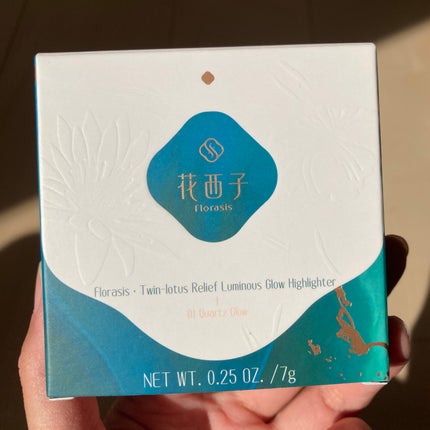 花西子
florasis
Florasis · Twin-lotus Relief Luminous Glow Highlighter
01 Quartz Glow
NET WT. 0.25 OZ. /7g